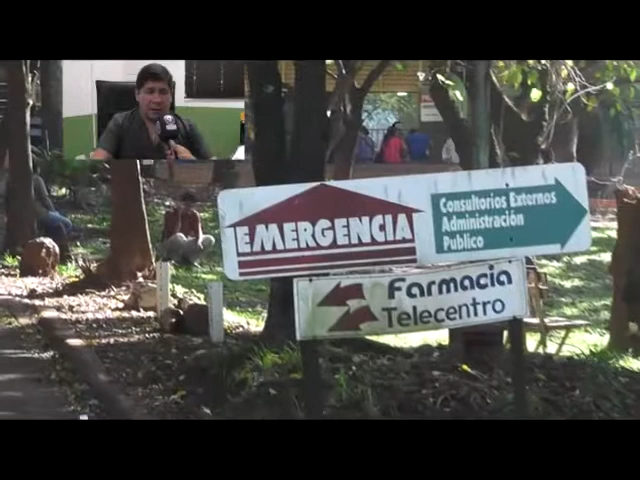 EMERGENCIA
Consultorios Externos
Administración
Publico
Farmacia
Telecentro